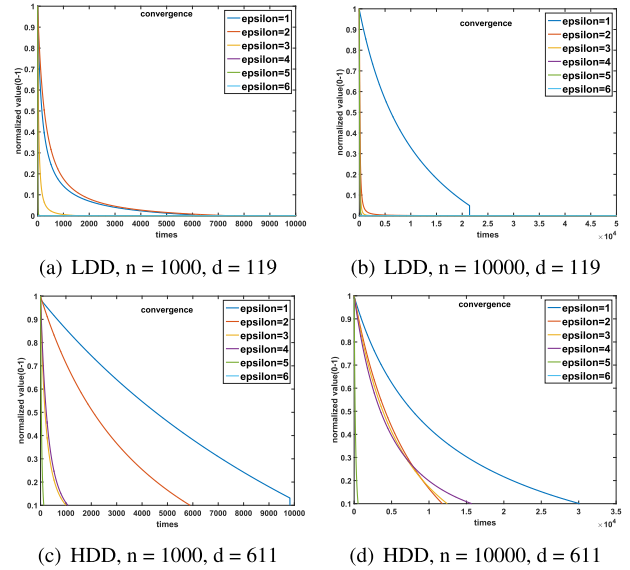 convergence
epsilon=1
epsilon=2
epsilon=3
epsilon=4
epsilon=5
epsilon=6
normalized value(0-1)
1
0.9
0.8
0.7
0.6
0.5
0.4
0.3
0.2
0.1
0
0 1000 2000 3000 4000 5000 6000 7000 8000 9000 10000
times
(a) LDD, n = 1000, d = 119
convergence
epsilon=1
epsilon=2
epsilon=3
epsilon=4
epsilon=5
epsilon=6
normalized value(0-1)
1
0.9
0.8
0.7
0.6
0.5
0.4
0.3
0.2
0.1
0
0 0.5 1 1.5 2 2.5 3 3.5 4 4.5 5
× 10^4
times
(b) LDD, n = 10000, d = 119
convergence
epsilon=1
epsilon=2
epsilon=3
epsilon=4
epsilon=5
epsilon=6
normalized value(0-1)
1
0.9
0.8
0.7
0.6
0.5
0.4
0.3
0.2
0.1
0 1000 2000 3000 4000 5000 6000 7000 8000 9000 10000
times
(c) HDD, n = 1000, d = 611
convergence
epsilon=1
epsilon=2
epsilon=3
epsilon=4
epsilon=5
epsilon=6
normalized value(0-1)
1
0.9
0.8
0.7
0.6
0.5
0.4
0.3
0.2
0.1
0 0.5 1 1.5 2 2.5 3 3.5
× 10^4
times
(d) HDD, n = 10000, d = 611